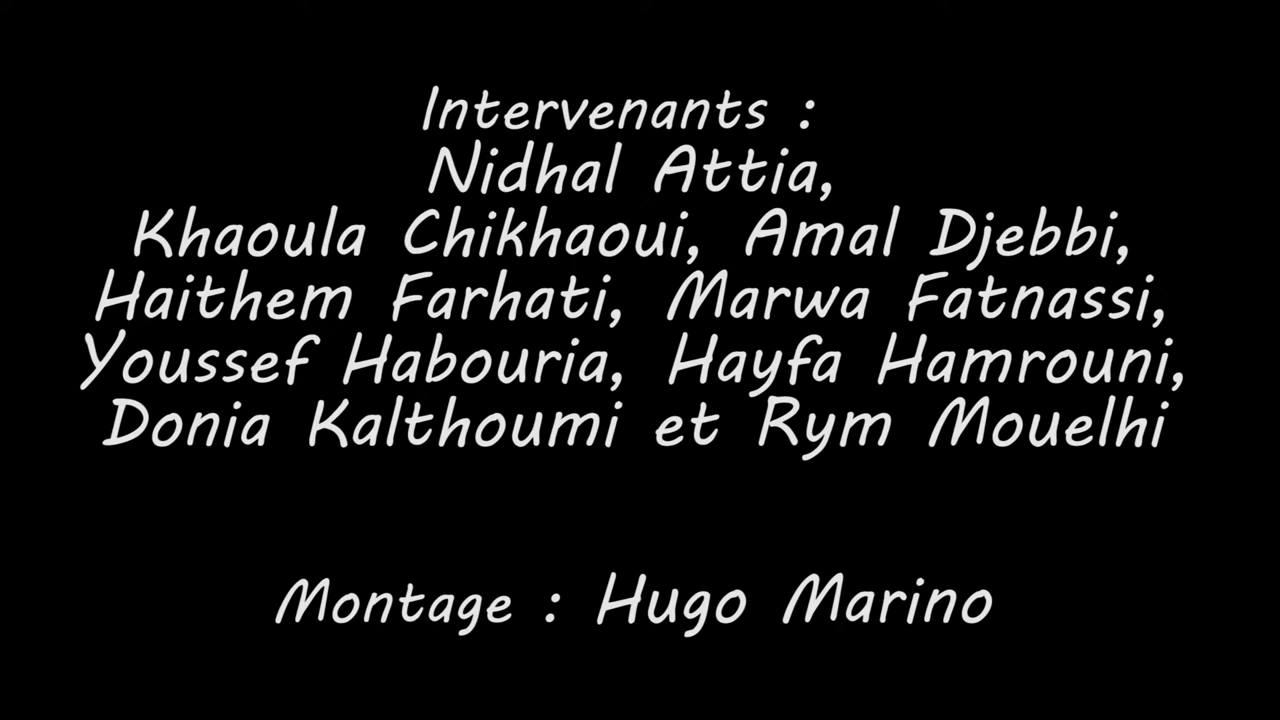 Intervenants :
Nidhal Attia,
Khaoula Chikhaoui, Amal Djebbi,
Haithem Farhati, Marwa Fatnassi,
Youssef Habouria, Hayfa Hamrouni,
Donia Kalthoumi et Rym Mouelhi
Montage : Hugo Marino